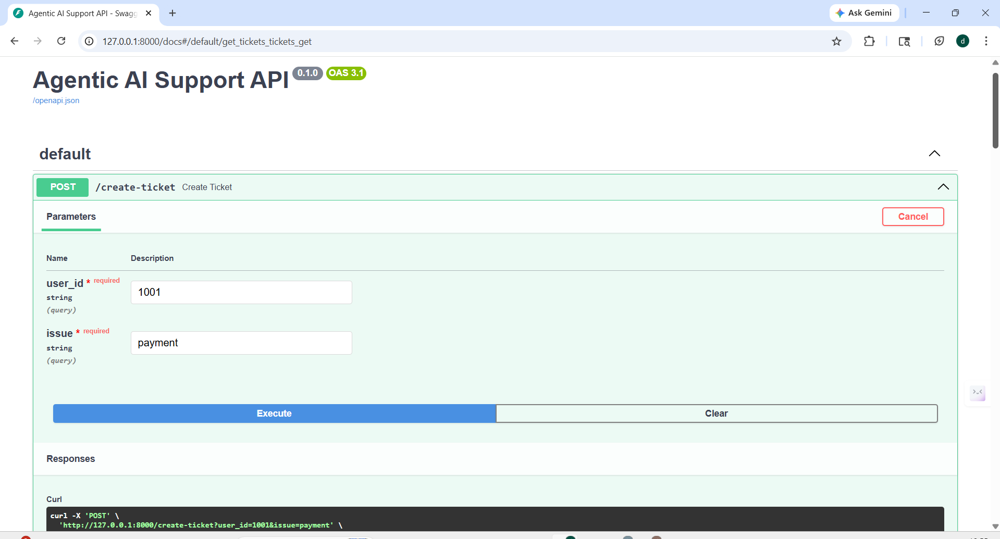 Agentic AI Support API - Swagg
Ask Gemini
127.0.0.1:8000/docs#/default/get_tickets_tickets_get
d
Agentic AI Support API 0.1.0 OAS 3.1
/openapi.json
default
POST /create-ticket Create Ticket
Parameters
Cancel
Name Description
user_id * required
string
(query)
1001
issue * required
string
(query)
payment
Execute Clear
Responses
Curl
curl -X 'POST' \
'http://127.0.0.1:8000/create-ticket?user_id=1001&issue=payment' \